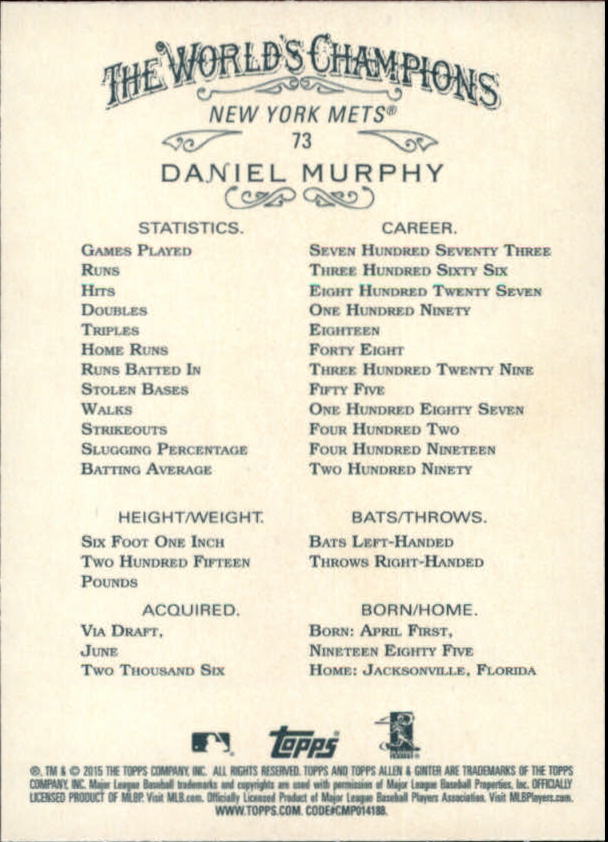 THE WORLD'S CHAMPIONS
NEW YORK METS®
73
DANIEL MURPHY
STATISTICS. CAREER.
GAMES PLAYED SEVEN HUNDRED SEVENTY THREE
RUNS THREE HUNDRED SIXTY SIX
HITS EIGHT HUNDRED TWENTY SEVEN
DOUBLES ONE HUNDRED NINETY
TRIPLES EIGHTEEN
HOME RUNS FORTY EIGHT
RUNS BATTED IN THREE HUNDRED TWENTY NINE
STOLEN BASES FIFTY FIVE
WALKS ONE HUNDRED EIGHTY SEVEN
STRIKEOUTS FOUR HUNDRED TWO
SLUGGING PERCENTAGE FOUR HUNDRED NINETEEN
BATTING AVERAGE TWO HUNDRED NINETY
HEIGHT/WEIGHT. BATS/THROWS.
SIX FOOT ONE INCH BATS LEFT-HANDED
TWO HUNDRED FIFTEEN THROWS RIGHT-HANDED
POUNDS
ACQUIRED. BORN/HOME.
VIA DRAFT, BORN: APRIL FIRST,
JUNE NINETEEN EIGHTY FIVE
TWO THOUSAND SIX HOME: JACKSONVILLE, FLORIDA
topps®
®, TM & © 2015 THE TOPPS COMPANY, INC. ALL RIGHTS RESERVED. TOPPS AND TOPPS ALLEN & GINTER ARE TRADEMARKS OF THE TOPPS
COMPANY, INC. Major League Baseball trademarks and copyrights are used with permission of Major League Baseball Properties, Inc. OFFICIALLY
LICENSED PRODUCT OF MLBP. Visit MLB.com. Officially Licensed Product of Major League Baseball Players Association. Visit MLBPlayers.com.
WWW.TOPPS.COM. CODE#CMP014188.